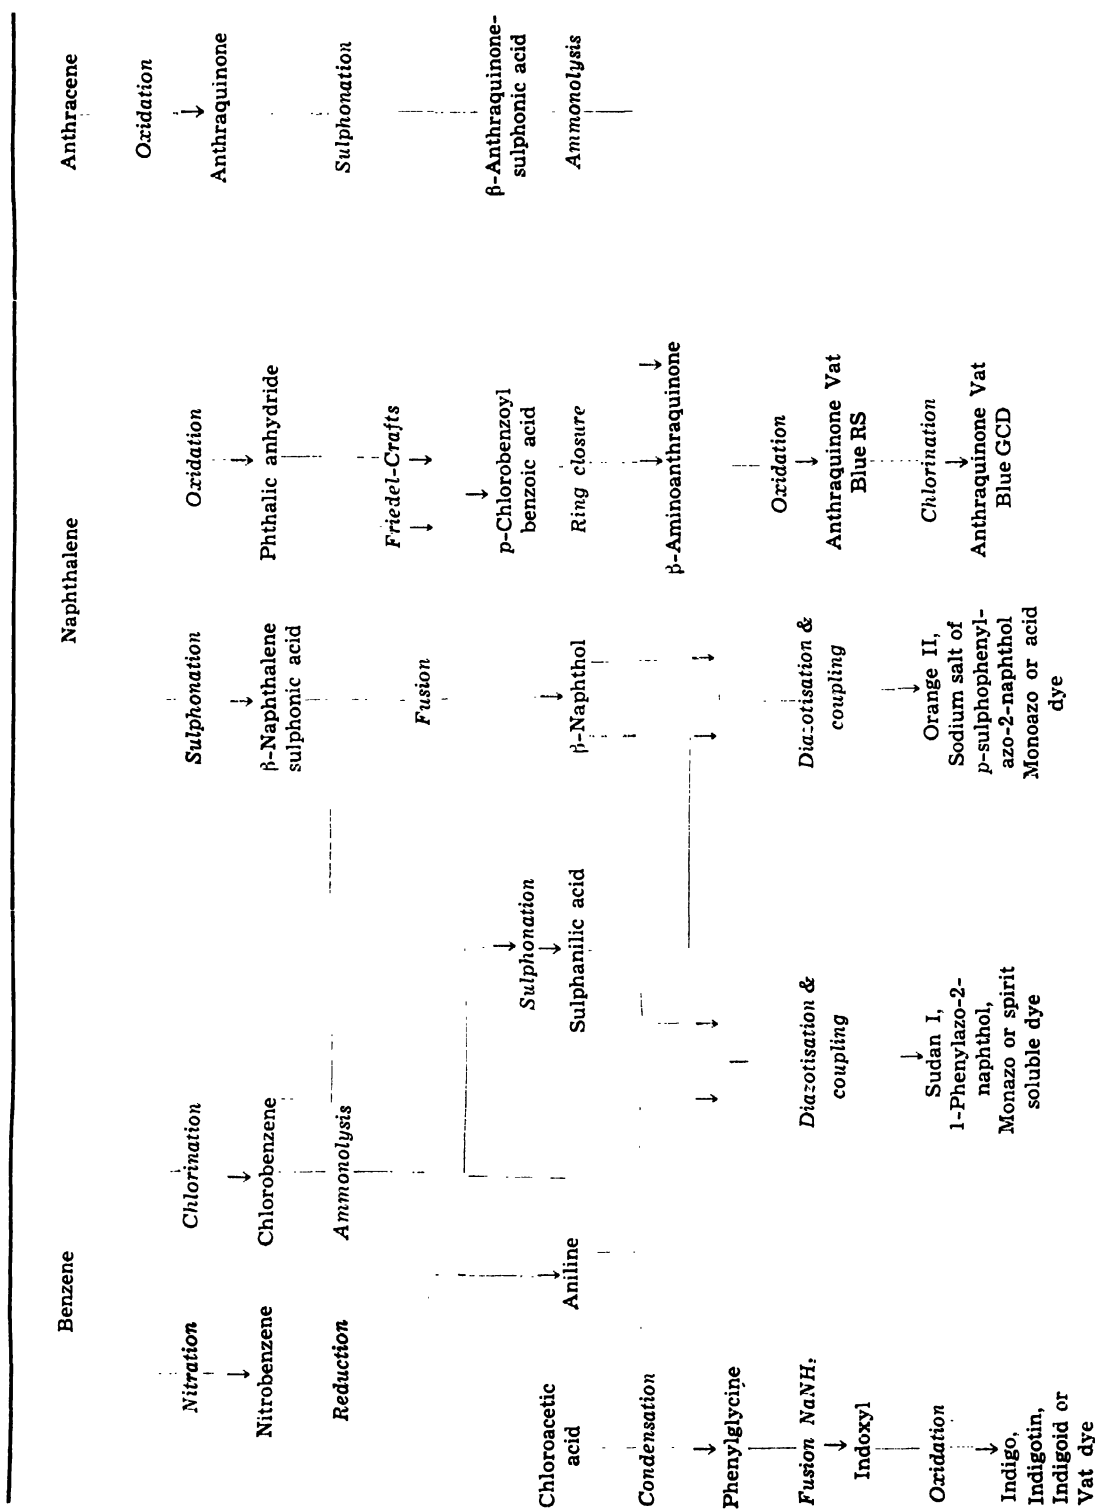 Benzene
Naphthalene
Anthracene
Nitration
Chlorination
Sulphonation
Oxidation
Oxidation
Nitrobenzene
Chlorobenzene
β-Naphthalene
sulphonic acid
Phthalic anhydride
Anthraquinone
Reduction
Ammonolysis
Fusion
Friedel-Crafts
Sulphonation
Chloroacetic
acid
Aniline
Sulphonation
Sulphanilic acid
β-Naphthol
p-Chlorobenzoyl
benzoic acid
β-Anthraquinone-
sulphonic acid
Condensation
Ring closure
Ammonolysis
Phenylglycine
β-Aminoanthraquinone
Fusion NaNH₂
Diazotisation &
coupling
Diazotisation &
coupling
Oxidation
Indoxyl
Anthraquinone Vat
Blue RS
Oxidation
Chlorination
Indigo,
Indigotin,
Indigoid or
Vat dye
Sudan I,
1-Phenylazo-2-
naphthol,
Monazo or spirit
soluble dye
Orange II,
Sodium salt of
p-sulphophenyl-
azo-2-naphthol
Monoazo or acid
dye
Anthraquinone Vat
Blue GCD